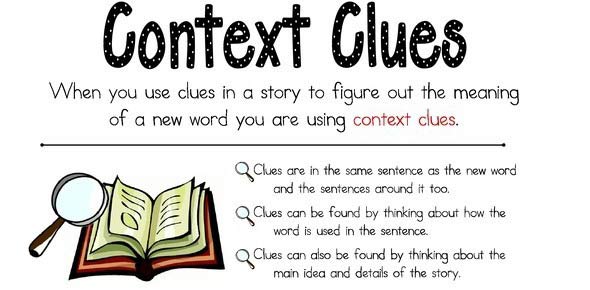 Context Clues
When you use clues in a story to figure out the meaning
of a new word you are using context clues.
Clues are in the same sentence as the new word
and the sentences around it too.
Clues can be found by thinking about how the
word is used in the sentence.
Clues can also be found by thinking about the
main idea and details of the story.